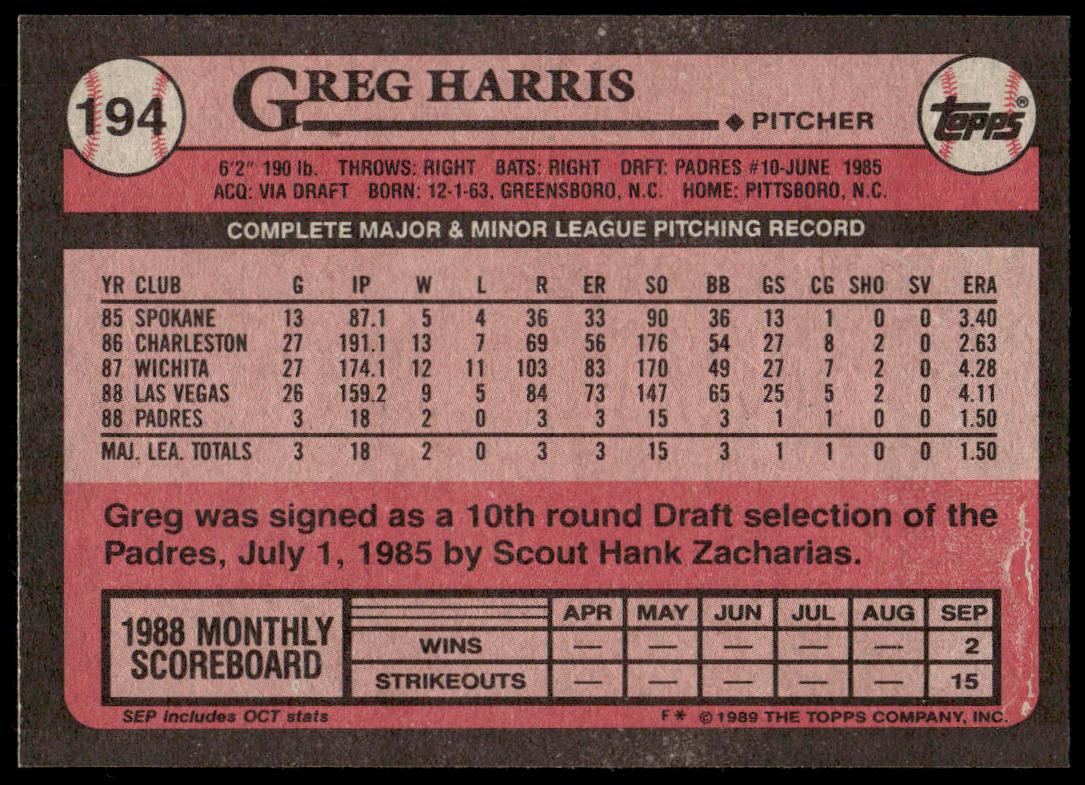 194
GREG HARRIS
◆ PITCHER
topps®
6'2" 190 lb. THROWS: RIGHT BATS: RIGHT DRFT: PADRES #10-JUNE 1985
ACQ: VIA DRAFT BORN: 12-1-63, GREENSBORO, N.C. HOME: PITTSBORO, N.C.
COMPLETE MAJOR & MINOR LEAGUE PITCHING RECORD
YR CLUB G IP W L R ER SO BB GS CG SHO SV ERA
85 SPOKANE 13 87.1 5 4 36 33 90 36 13 1 0 0 3.40
86 CHARLESTON 27 191.1 13 7 69 56 176 54 27 8 2 0 2.63
87 WICHITA 27 174.1 12 11 103 83 170 49 27 7 2 0 4.28
88 LAS VEGAS 26 159.2 9 5 84 73 147 65 25 5 2 0 4.11
88 PADRES 3 18 2 0 3 3 15 3 1 1 0 0 1.50
MAJ. LEA. TOTALS 3 18 2 0 3 3 15 3 1 1 0 0 1.50
Greg was signed as a 10th round Draft selection of the
Padres, July 1, 1985 by Scout Hank Zacharias.
1988 MONTHLY
SCOREBOARD
APR MAY JUN JUL AUG SEP
WINS — — — — — 2
STRIKEOUTS — — — — — 15
SEP includes OCT stats
F* © 1989 THE TOPPS COMPANY, INC.